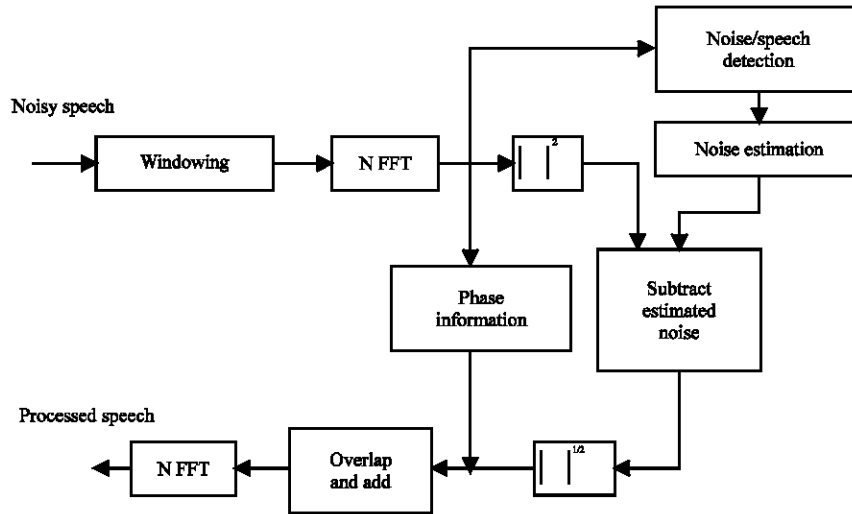 Noise/speech
detection
Noisy speech
Windowing
N FFT
| |²
Noise estimation
Phase
information
Subtract
estimated
noise
Processed speech
N FFT
Overlap
and add
| |^1/2